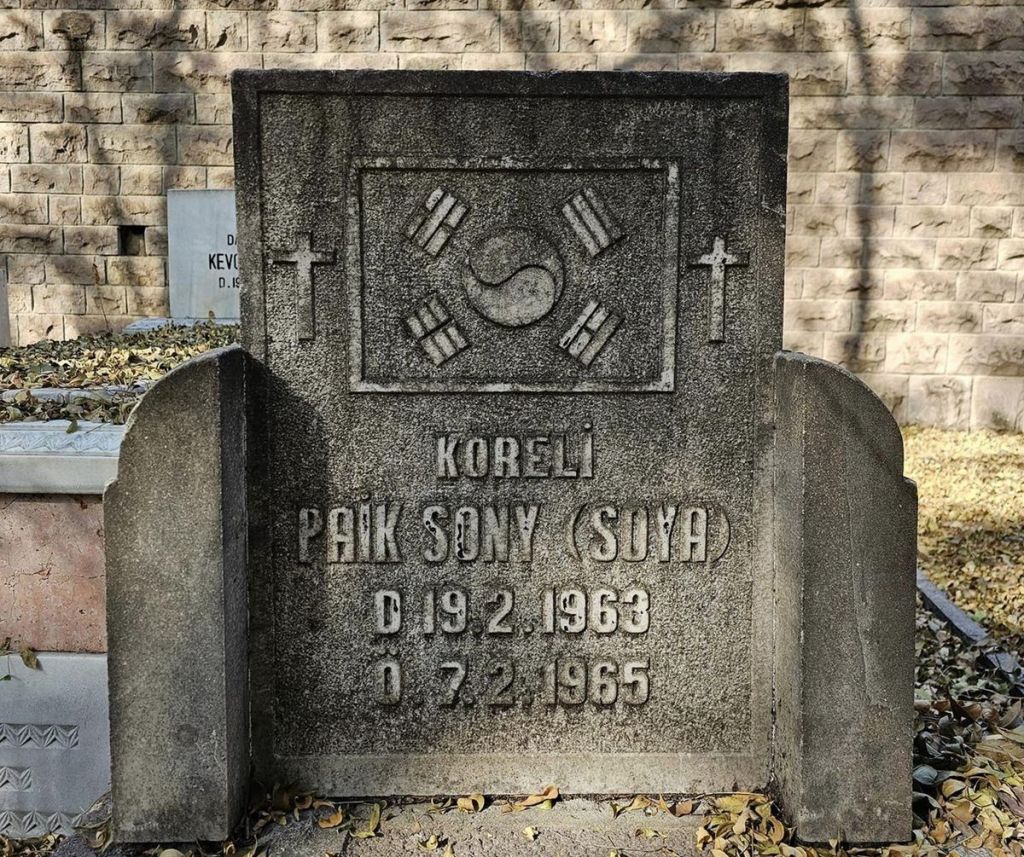 KORELİ
PAİK SONY (SOYA)
D 19.2.1963
Ö. 7.2.1965